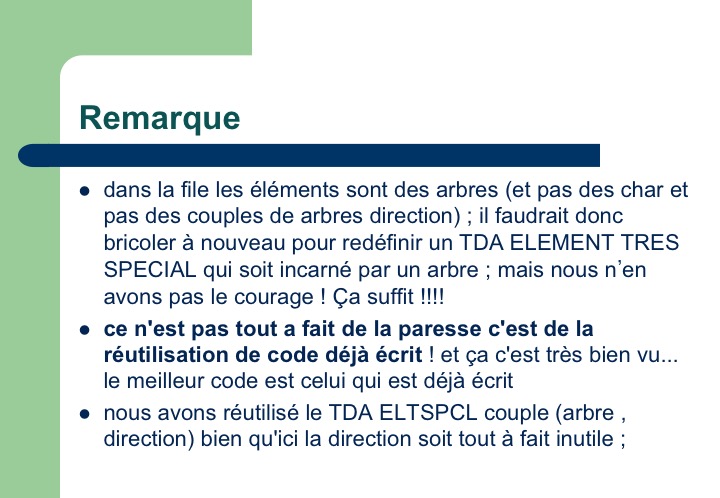 Remarque
dans la file les éléments sont des arbres (et pas des char et
pas des couples de arbres direction) ; il faudrait donc
bricoler à nouveau pour redéfinir un TDA ELEMENT TRES
SPECIAL qui soit incarné par un arbre ; mais nous n’en
avons pas le courage ! Ça suffit !!!!
ce n'est pas tout a fait de la paresse c'est de la
réutilisation de code déjà écrit ! et ça c'est très bien vu...
le meilleur code est celui qui est déjà écrit
nous avons réutilisé le TDA ELTSPCL couple (arbre ,
direction) bien qu'ici la direction soit tout à fait inutile ;